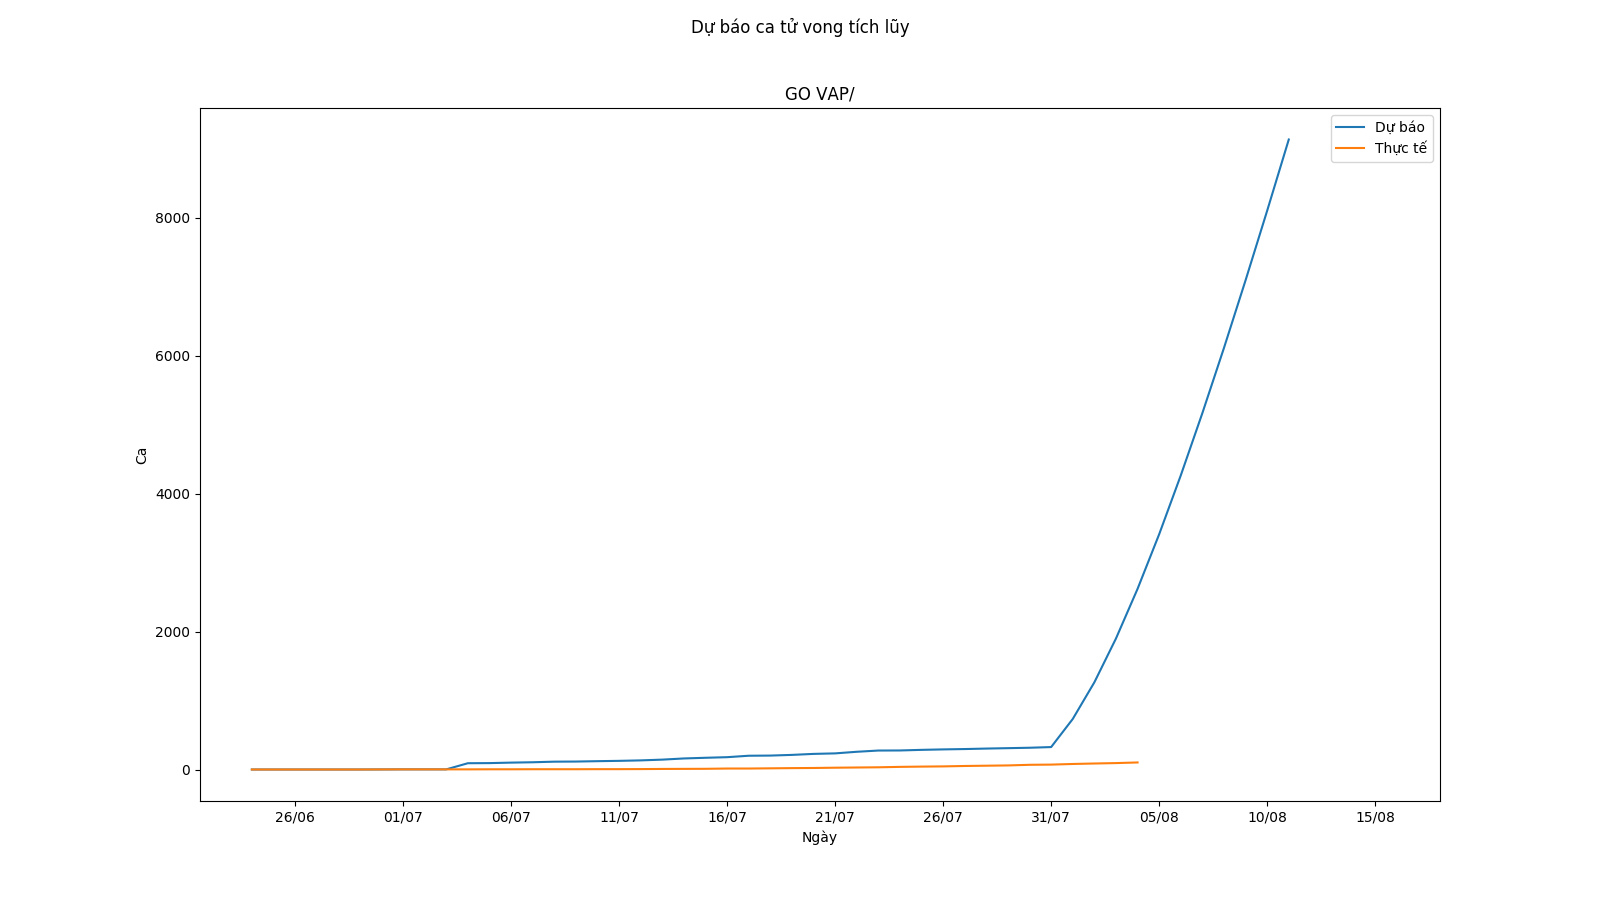 Dự báo ca tử vong tích lũy
GO VAP/
Dự báo
Thực tế
8000
6000
4000
2000
0
Ca
26/06 01/07 06/07 11/07 16/07 21/07 26/07 31/07 05/08 10/08 15/08
Ngày